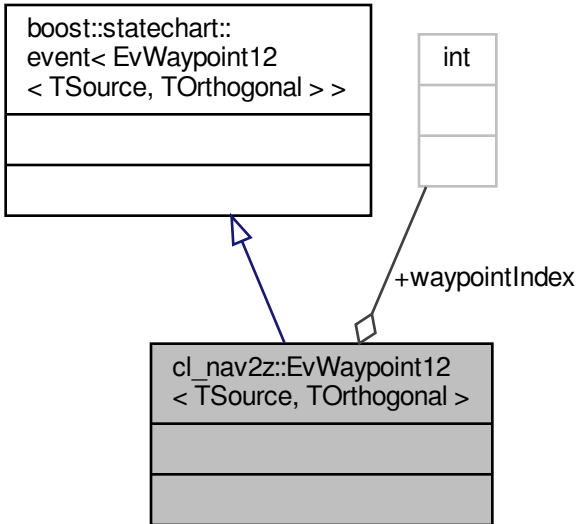 boost::statechart::
event< EvWaypoint12
< TSource, TOrthogonal > >
int
+waypointIndex
cl_nav2z::EvWaypoint12
< TSource, TOrthogonal >